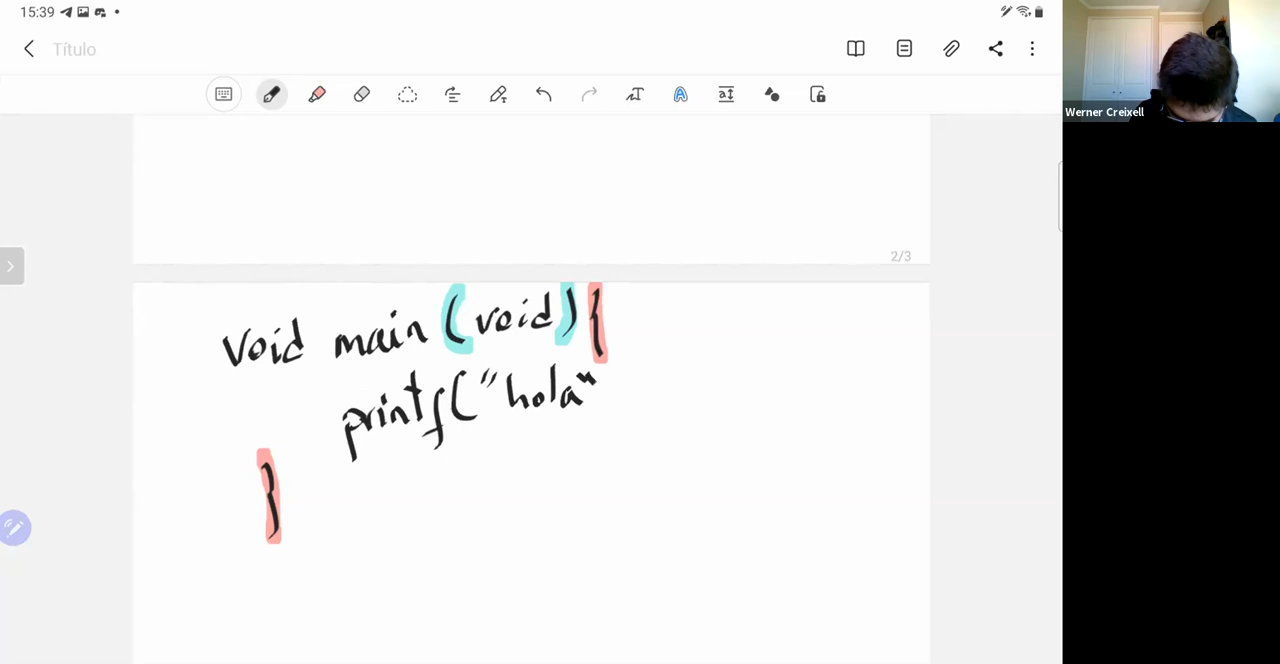 15:39
Título
Werner Creixell
2/3
void main (void) {
printf("hola"
}